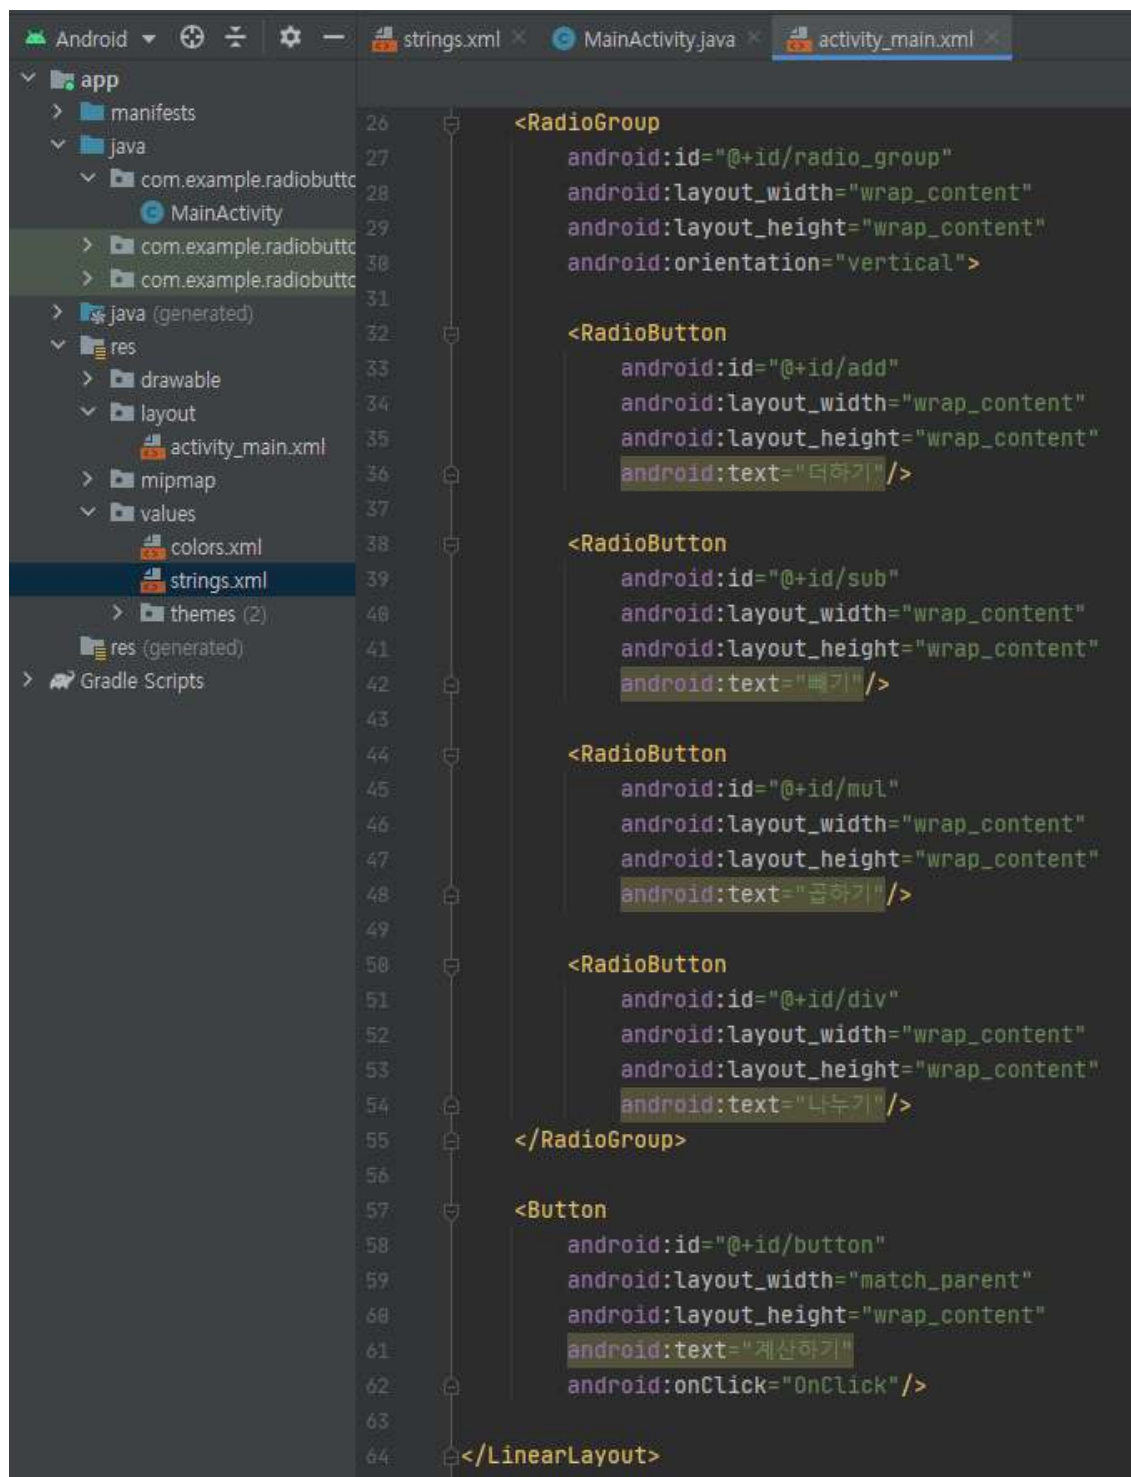 Android
app
manifests
java
com.example.radiobutto
MainActivity
com.example.radiobutto
com.example.radiobutto
java (generated)
res
drawable
layout
activity_main.xml
mipmap
values
colors.xml
strings.xml
themes (2)
res (generated)
Gradle Scripts
strings.xml MainActivity.java activity_main.xml
26 <RadioGroup
27 android:id="@+id/radio_group"
28 android:layout_width="wrap_content"
29 android:layout_height="wrap_content"
30 android:orientation="vertical">
31
32 <RadioButton
33 android:id="@+id/add"
34 android:layout_width="wrap_content"
35 android:layout_height="wrap_content"
36 android:text="더하기"/>
37
38 <RadioButton
39 android:id="@+id/sub"
40 android:layout_width="wrap_content"
41 android:layout_height="wrap_content"
42 android:text="빼기"/>
43
44 <RadioButton
45 android:id="@+id/mul"
46 android:layout_width="wrap_content"
47 android:layout_height="wrap_content"
48 android:text="곱하기"/>
49
50 <RadioButton
51 android:id="@+id/div"
52 android:layout_width="wrap_content"
53 android:layout_height="wrap_content"
54 android:text="나누기"/>
55 </RadioGroup>
56
57 <Button
58 android:id="@+id/button"
59 android:layout_width="match_parent"
60 android:layout_height="wrap_content"
61 android:text="계산하기"
62 android:onClick="OnClick"/>
63
64 </LinearLayout>